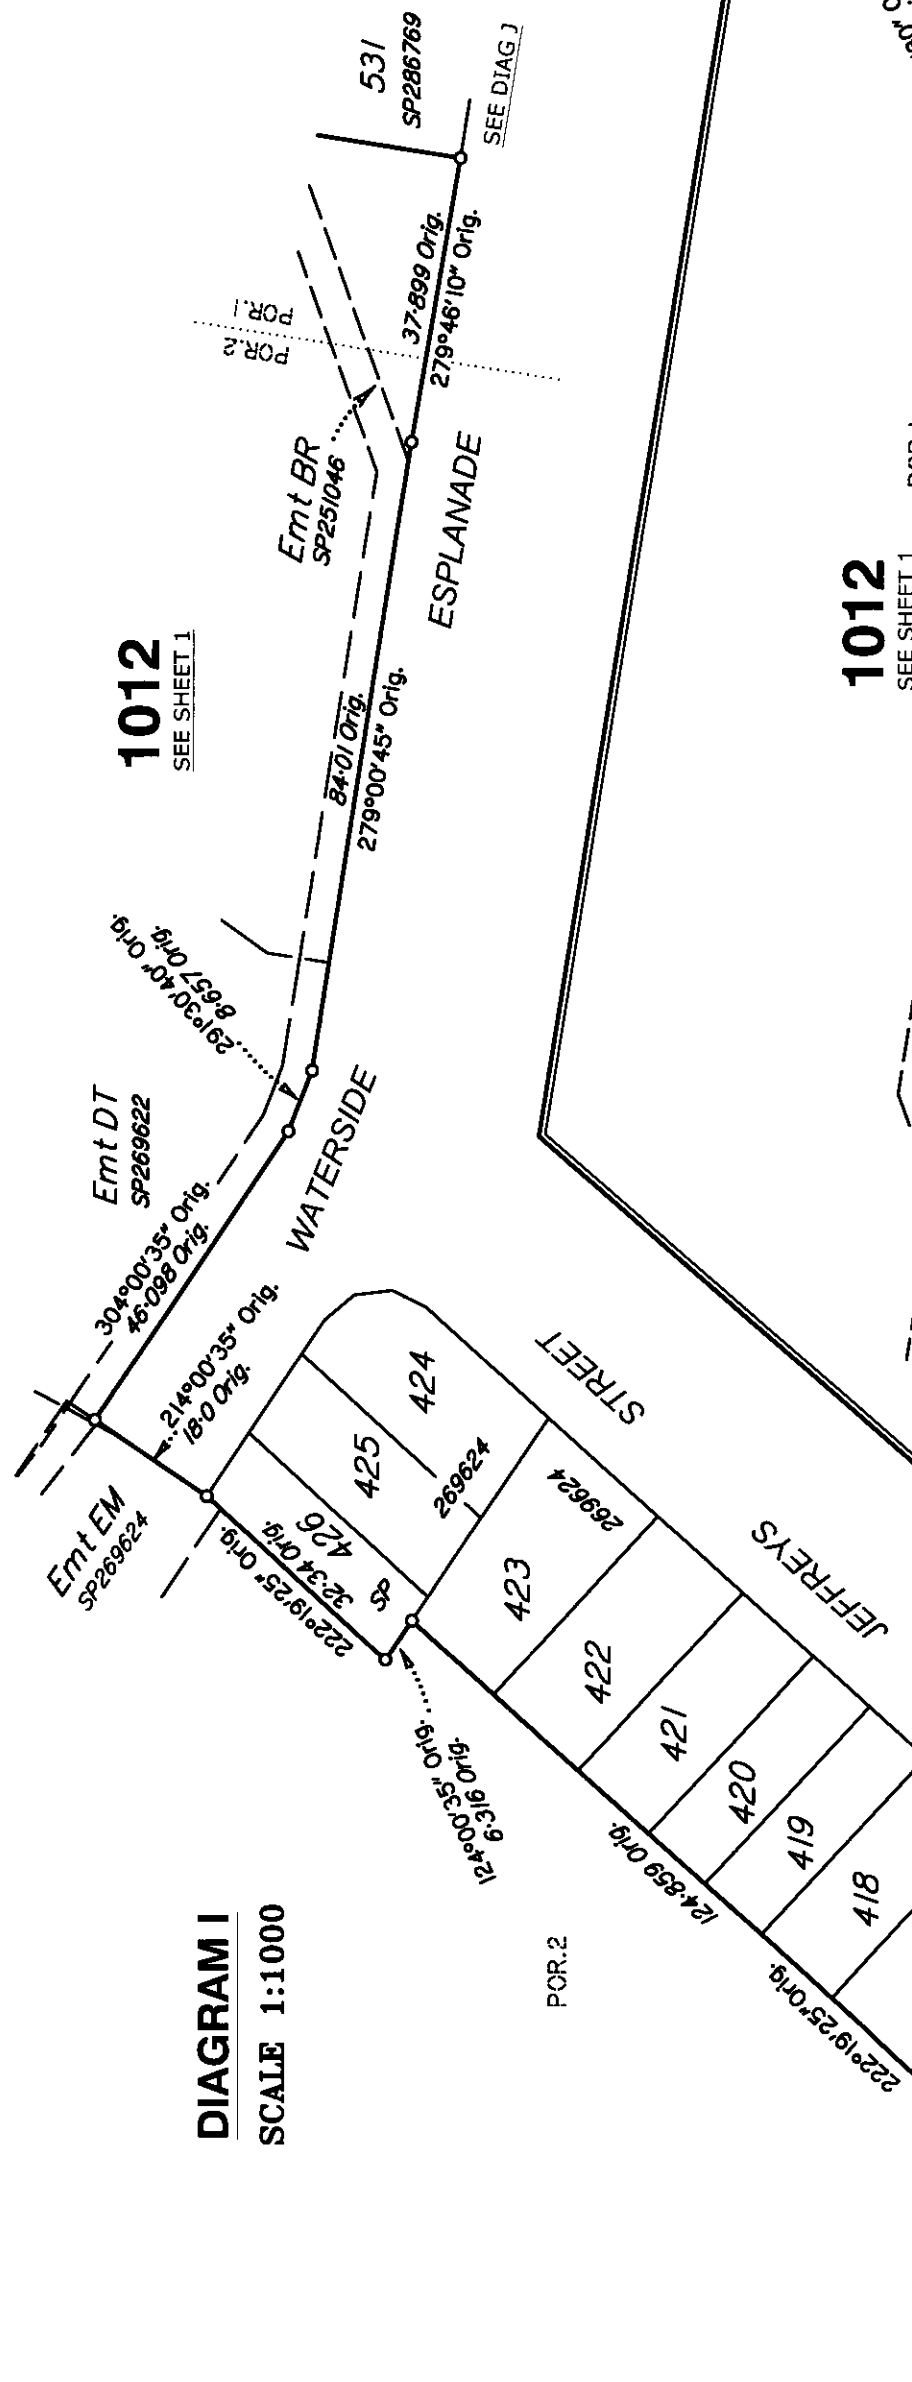 DIAGRAM I
SCALE 1:1000
531
SP286769
SEE DIAG J
37·899 Orig.
279°46'10" Orig.
POR.1
POR.2
Emt BR
SP251046
ESPLANADE
1012
SEE SHEET 1
84·01 Orig.
279°00'45" Orig.
291°30'40" Orig.
8·657 Orig.
Emt DT
SP269622
WATERSIDE
304°00'35" Orig.
46·098 Orig.
214°00'35" Orig.
18·0 Orig.
Emt EM
SP269624
222°19'25" Orig.
32·34 Orig.
426
SP
425
269624
424
STREET
JEFFREYS
269624
423
422
421
420
419
418
124°00'35" Orig.
6·316 Orig.
124·859 Orig.
222°19'25" Orig.
POR.2
1012
SEE SHEET 1